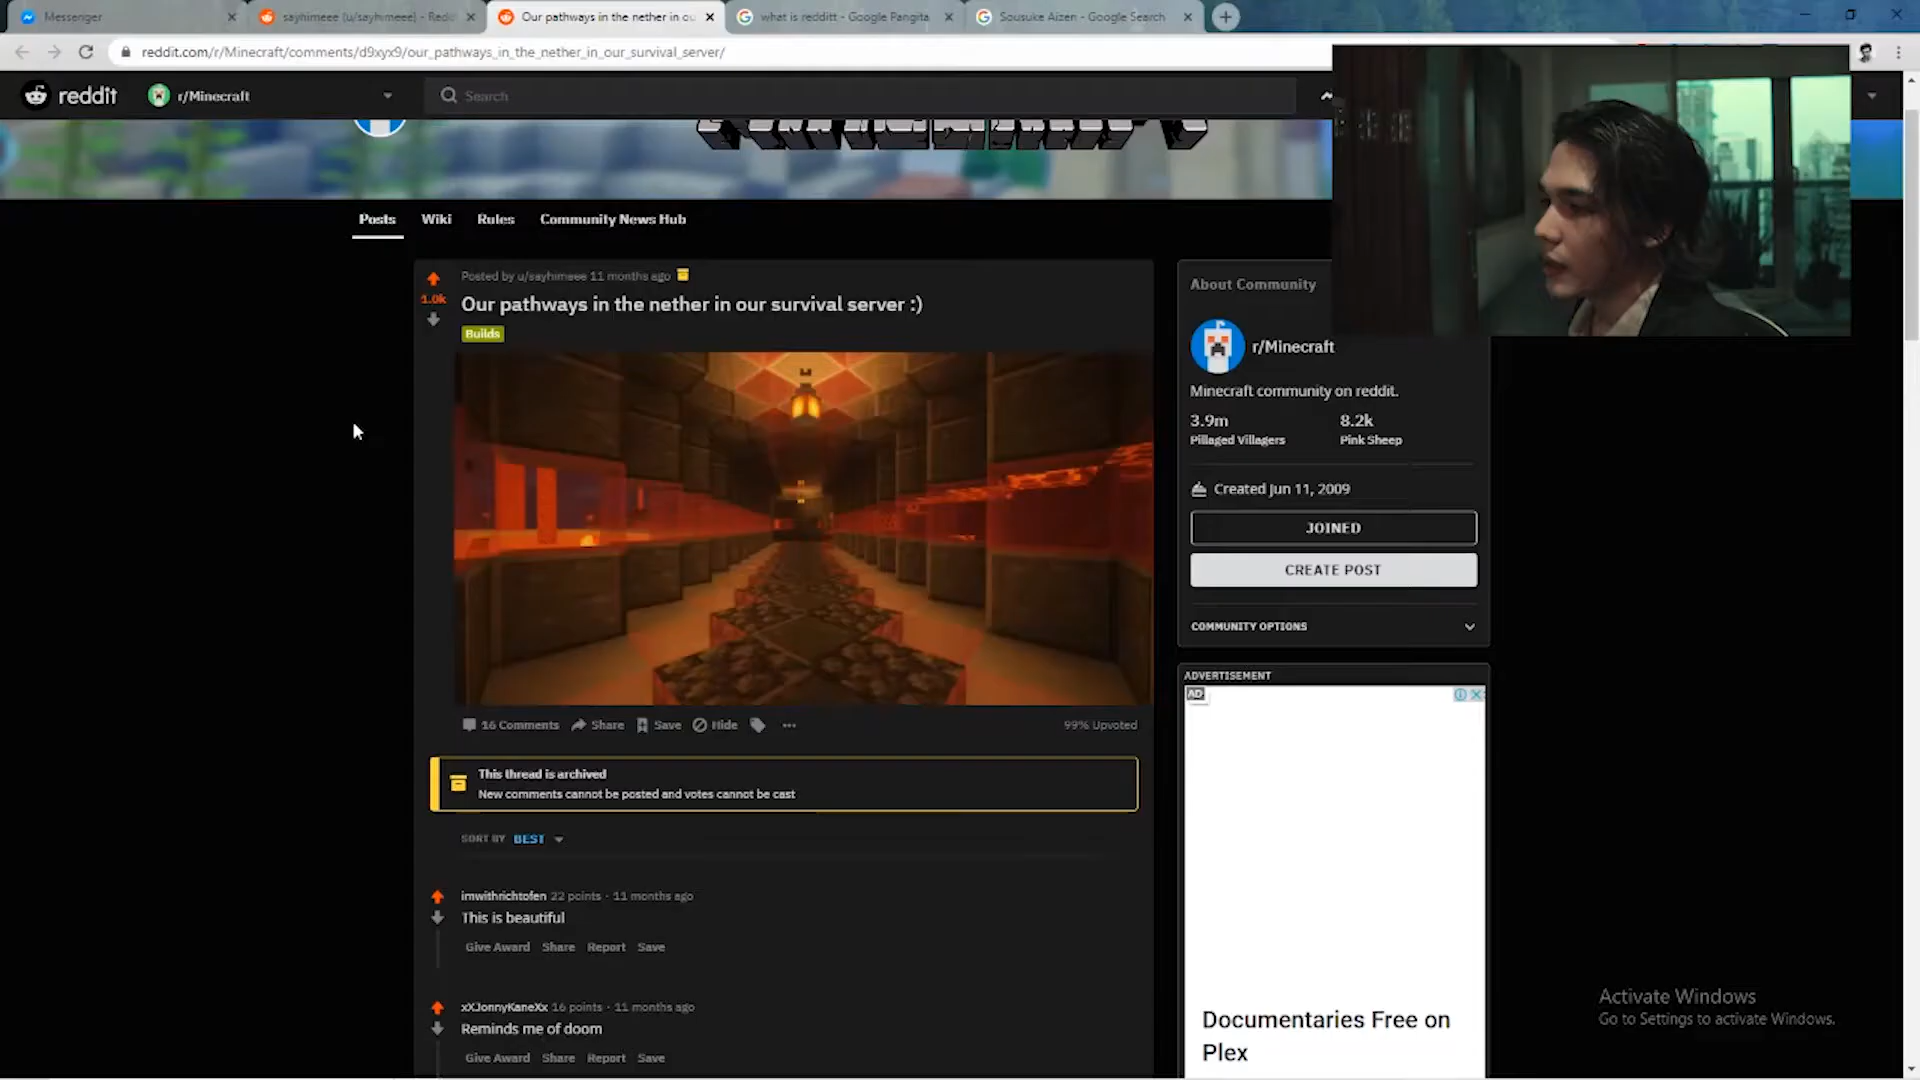 Messenger
sayhimeee (u/sayhimeee) - Redd
Our pathways in the nether in ou
what is redditt - Google Pangita
Sousuke Aizen - Google Search
reddit.com/r/Minecraft/comments/d9xyx9/our_pathways_in_the_nether_in_our_survival_server/
reddit
r/Minecraft
Search
Posts
Wiki
Rules
Community News Hub
Posted by u/sayhimeee 11 months ago
1.0k
Our pathways in the nether in our survival server :)
Builds
16 Comments
Share
Save
Hide
99% Upvoted
This thread is archived
New comments cannot be posted and votes cannot be cast
SORT BY BEST
imwithrichtofen 22 points · 11 months ago
This is beautiful
Give Award Share Report Save
xXJonnyKaneXx 16 points · 11 months ago
Reminds me of doom
Give Award Share Report Save
About Community
r/Minecraft
Minecraft community on reddit.
3.9m
8.2k
Pillaged Villagers
Pink Sheep
Created Jun 11, 2009
JOINED
CREATE POST
COMMUNITY OPTIONS
ADVERTISEMENT
AD
Documentaries Free on
Plex
Activate Windows
Go to Settings to activate Windows.